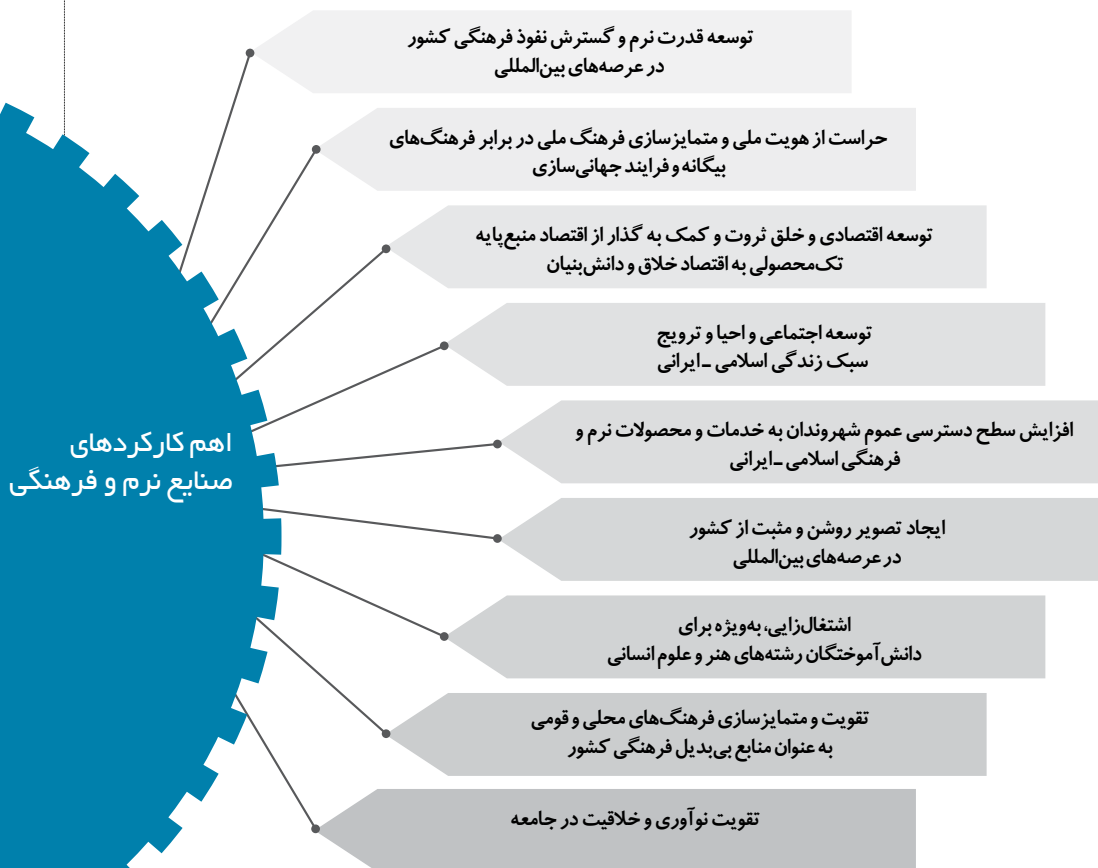 اهم کارکردهای
صنایع نرم و فرهنگی
توسعه قدرت نرم و گسترش نفوذ فرهنگی کشور
در عرصه‌های بین‌المللی
حراست از هویت ملی و متمایزسازی فرهنگ ملی در برابر فرهنگ‌های
بیگانه و فرایند جهانی‌سازی
توسعه اقتصادی و خلق ثروت و کمک به گذار از اقتصاد منبع‌پایه
تک‌محصولی به اقتصاد خلاق و دانش‌بنیان
توسعه اجتماعی و احیا و ترویج
سبک زندگی اسلامی ـ ایرانی
افزایش سطح دسترسی عموم شهروندان به خدمات و محصولات نرم و
فرهنگی اسلامی ـ ایرانی
ایجاد تصویر روشن و مثبت از کشور
در عرصه‌های بین‌المللی
اشتغال‌زایی، به‌ویژه برای
دانش‌آموختگان رشته‌های هنر و علوم انسانی
تقویت و متمایزسازی فرهنگ‌های محلی و قومی
به عنوان منابع بی‌بدیل فرهنگی کشور
تقویت نوآوری و خلاقیت در جامعه